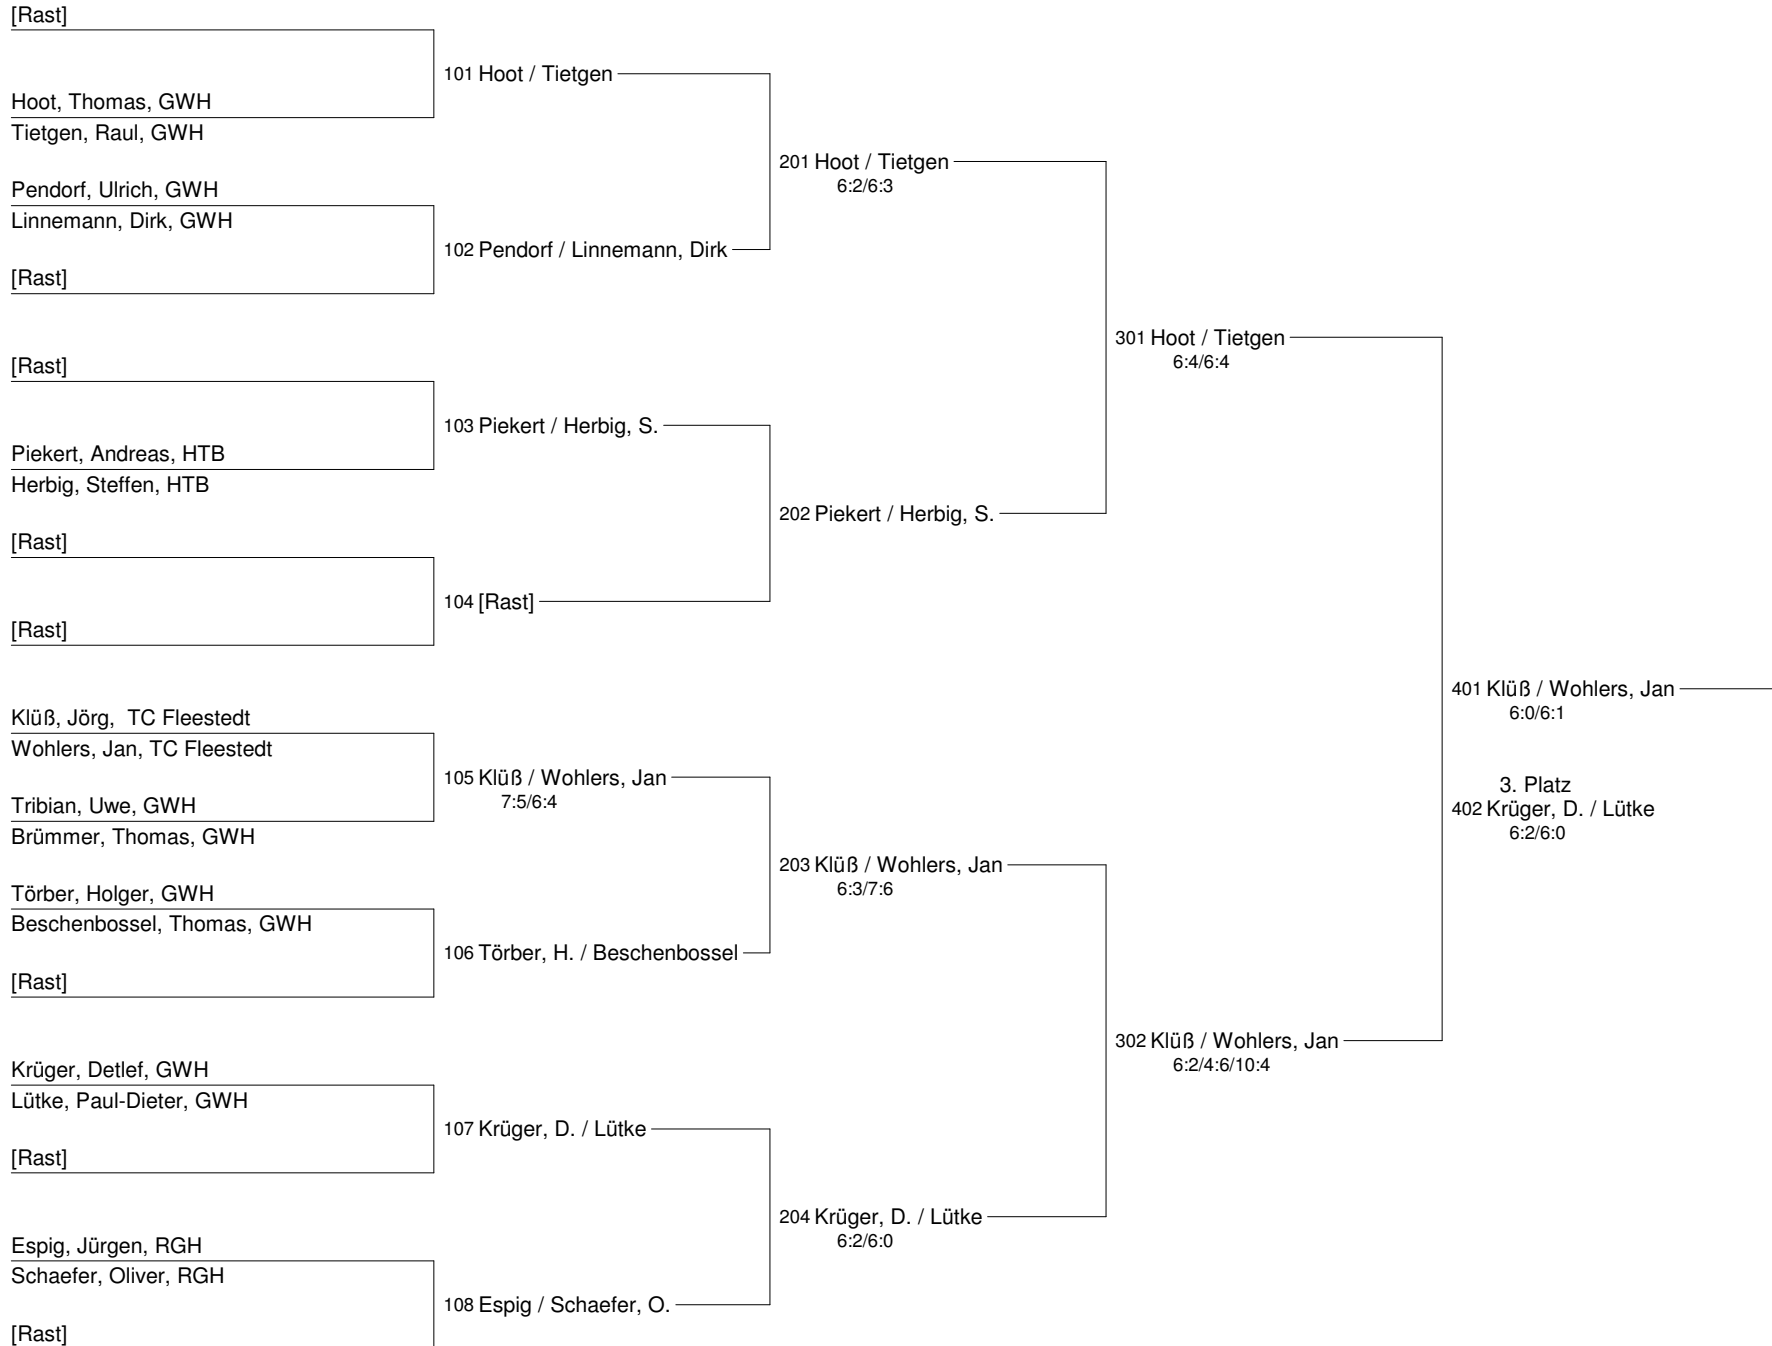 [Rast]
Hoot, Thomas, GWH
Tietgen, Raul, GWH
Pendorf, Ulrich, GWH
Linnemann, Dirk, GWH
[Rast]
[Rast]
Piekert, Andreas, HTB
Herbig, Steffen, HTB
[Rast]
[Rast]
Klüß, Jörg,  TC Fleestedt
Wohlers, Jan, TC Fleestedt
Tribian, Uwe, GWH
Brümmer, Thomas, GWH
Törber, Holger, GWH
Beschenbossel, Thomas, GWH
[Rast]
Krüger, Detlef, GWH
Lütke, Paul-Dieter, GWH
[Rast]
Espig, Jürgen, RGH
Schaefer, Oliver, RGH
[Rast]
101 Hoot / Tietgen
102 Pendorf / Linnemann, Dirk
103 Piekert / Herbig, S.
104 [Rast]
105 Klüß / Wohlers, Jan
7:5/6:4
106 Törber, H. / Beschenbossel
107 Krüger, D. / Lütke
108 Espig / Schaefer, O.
201 Hoot / Tietgen
6:2/6:3
202 Piekert / Herbig, S.
203 Klüß / Wohlers, Jan
6:3/7:6
204 Krüger, D. / Lütke
6:2/6:0
301 Hoot / Tietgen
6:4/6:4
302 Klüß / Wohlers, Jan
6:2/4:6/10:4
401 Klüß / Wohlers, Jan
6:0/6:1
3. Platz
402 Krüger, D. / Lütke
6:2/6:0